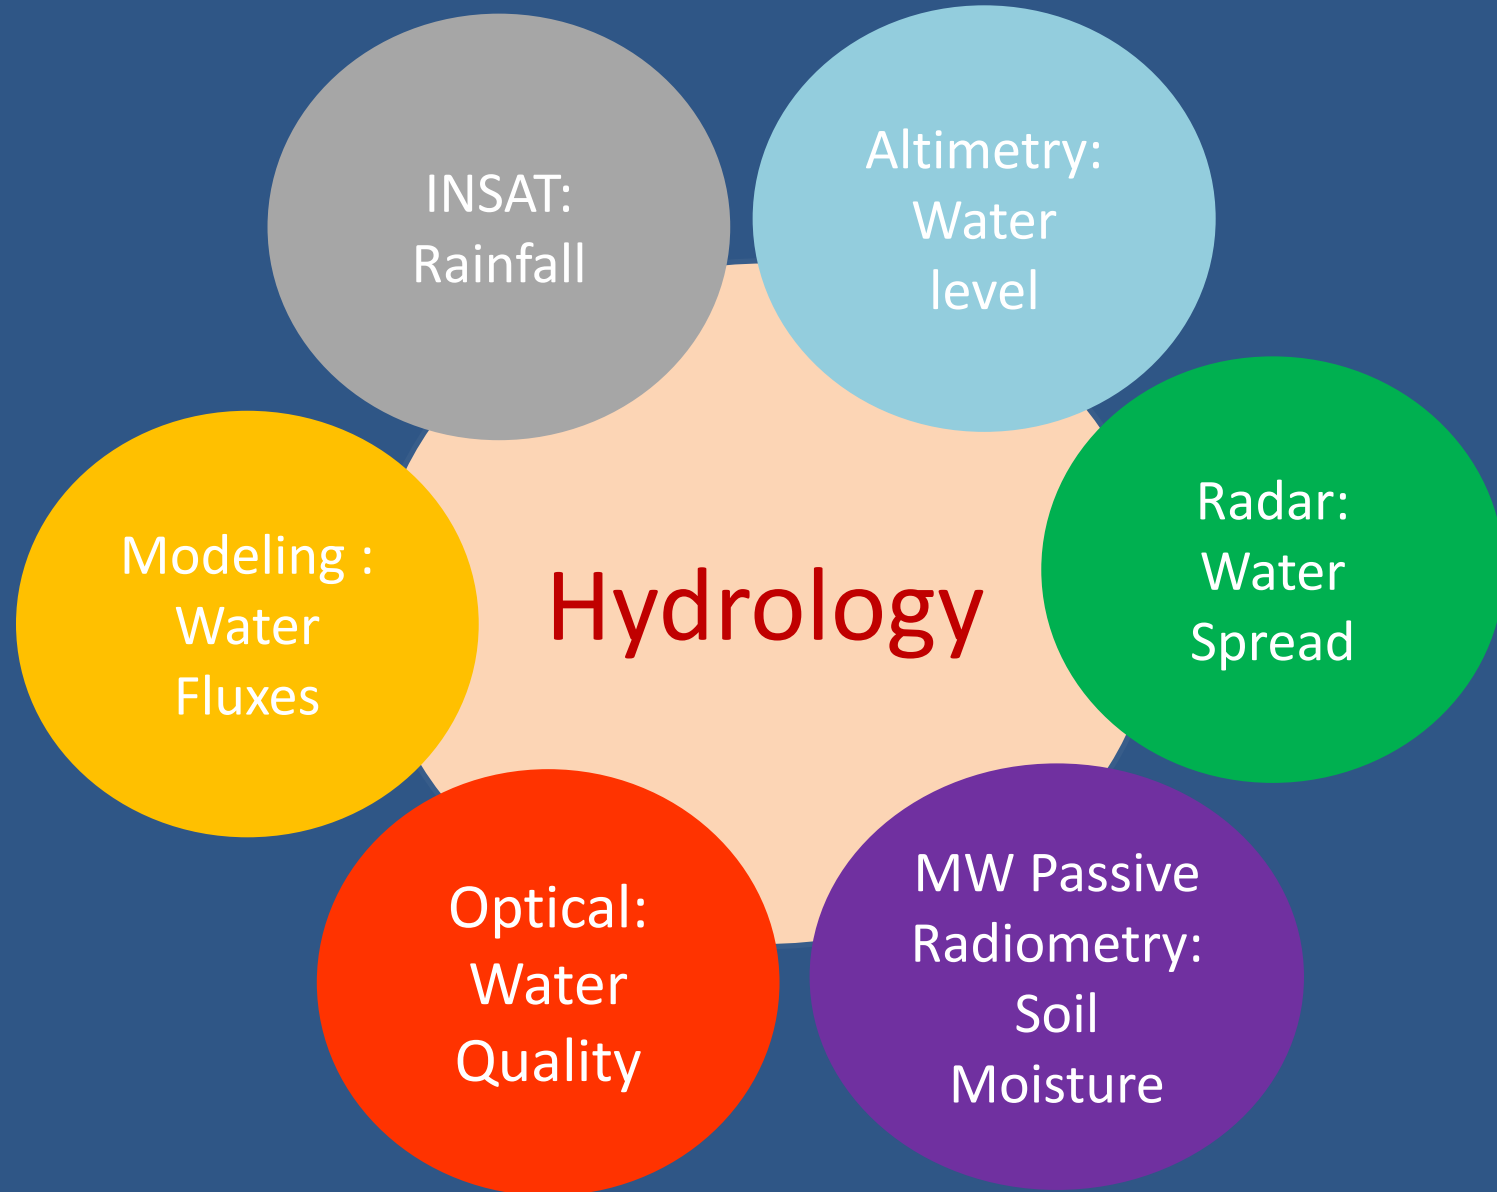 INSAT:
Rainfall
Altimetry:
Water
level
Radar:
Water
Spread
Modeling :
Water
Fluxes
Hydrology
Optical:
Water
Quality
MW Passive
Radiometry:
Soil
Moisture